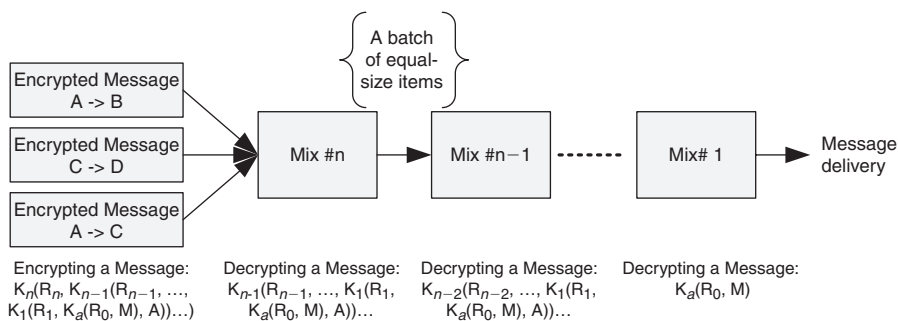 A batch
of equal-
size items
Encrypted Message
A -> B
Encrypted Message
C -> D
Encrypted Message
A -> C
Mix #n
Mix #n−1
Mix# 1
Message
delivery
Encrypting a Message:
Kn(Rn, Kn−1(Rn−1, …,
K1(R1, Ka(R0, M), A))…)
Decrypting a Message:
Kn-1(Rn−1, …, K1(R1,
Ka(R0, M), A))…
Decrypting a Message:
Kn−2(Rn−2, …, K1(R1,
Ka(R0, M), A))…
Decrypting a Message:
Ka(R0, M)